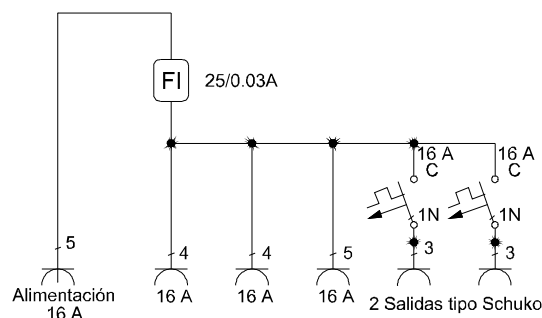 FI
25/0.03A
16 A
C
16 A
C
1N
1N
5
4
4
5
3
3
Alimentación
16 A
16 A
16 A
16 A
2 Salidas tipo Schuko